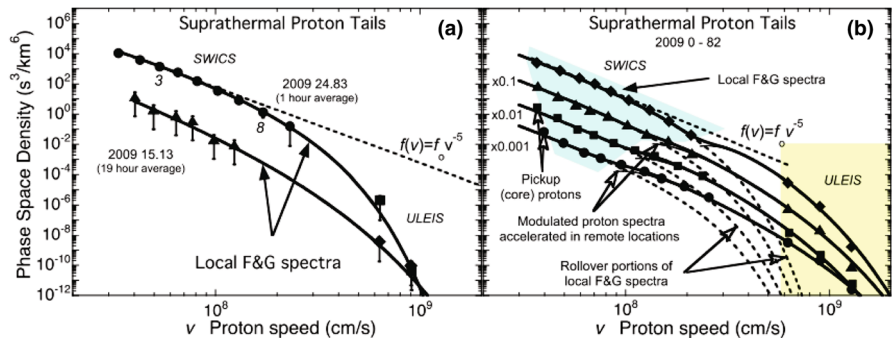 Suprathermal Proton Tails (a)
SWICS
3
2009 24.83
(1 hour average)
8
f(v)=f₀v⁻⁵
2009 15.13
(19 hour average)
ULEIS
Local F&G spectra
Phase Space Density (s³/km⁶)
10⁶
10⁴
10²
10⁰
10⁻²
10⁻⁴
10⁻⁶
10⁻⁸
10⁻¹⁰
10⁻¹²
10⁸ 10⁹
v Proton speed (cm/s)
Suprathermal Proton Tails (b)
2009 0 - 82
SWICS
Local F&G spectra
x0.1
x0.01
x0.001
f(v)=f₀v⁻⁵
Pickup
(core) protons
ULEIS
Modulated proton spectra
accelerated in remote locations
Rollover portions of
local F&G spectra
10⁸ 10⁹
v Proton speed (cm/s)